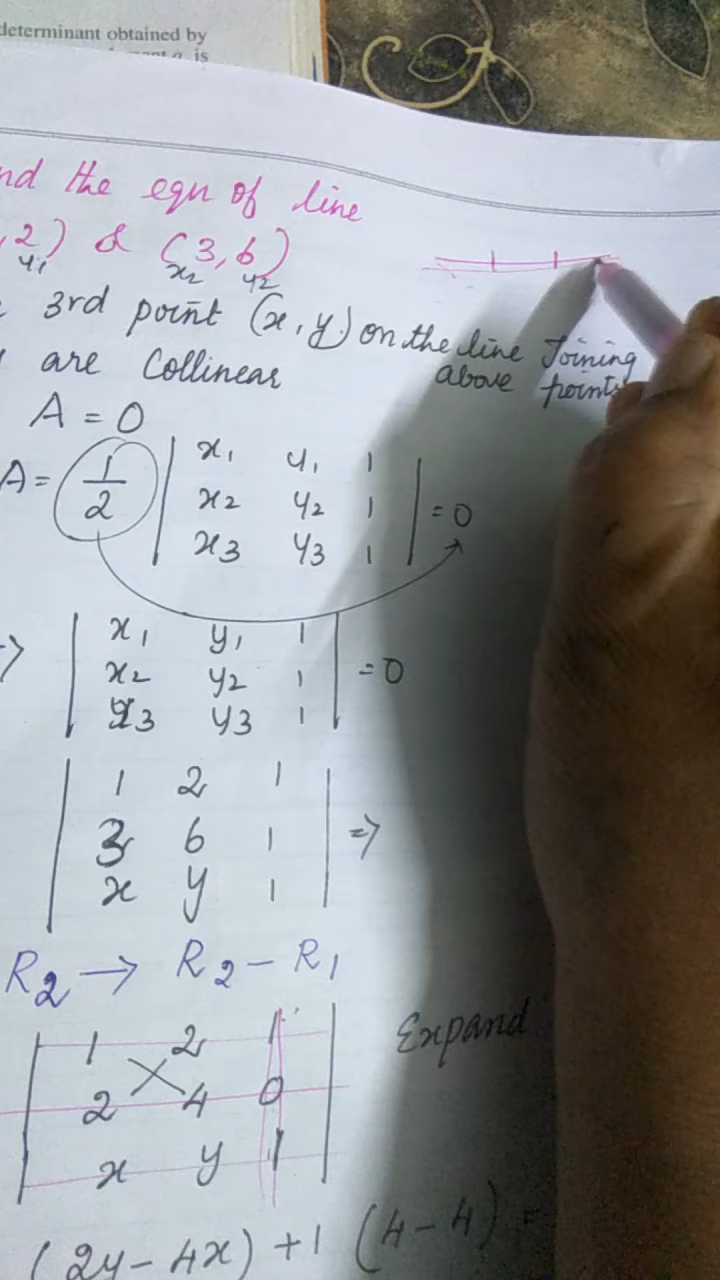 determinant obtained by
is
the eqn of line
2) & (3,6)
y1 x2 y2
3rd point (x, y) on the line Joining
above points
are Collinear
A = 0
A = 1/2 | x1 y1 1
x2 y2 1 | = 0
x3 y3 1
=> | x1 y1 1
x2 y2 1 | = 0
x3 y3 1
1 2 1
3 6 1 =>
x y 1
R2 → R2 - R1
1 2 1 Expand
2 4 0
x y 1
(2y - 4x) + 1 (4 - 4) =